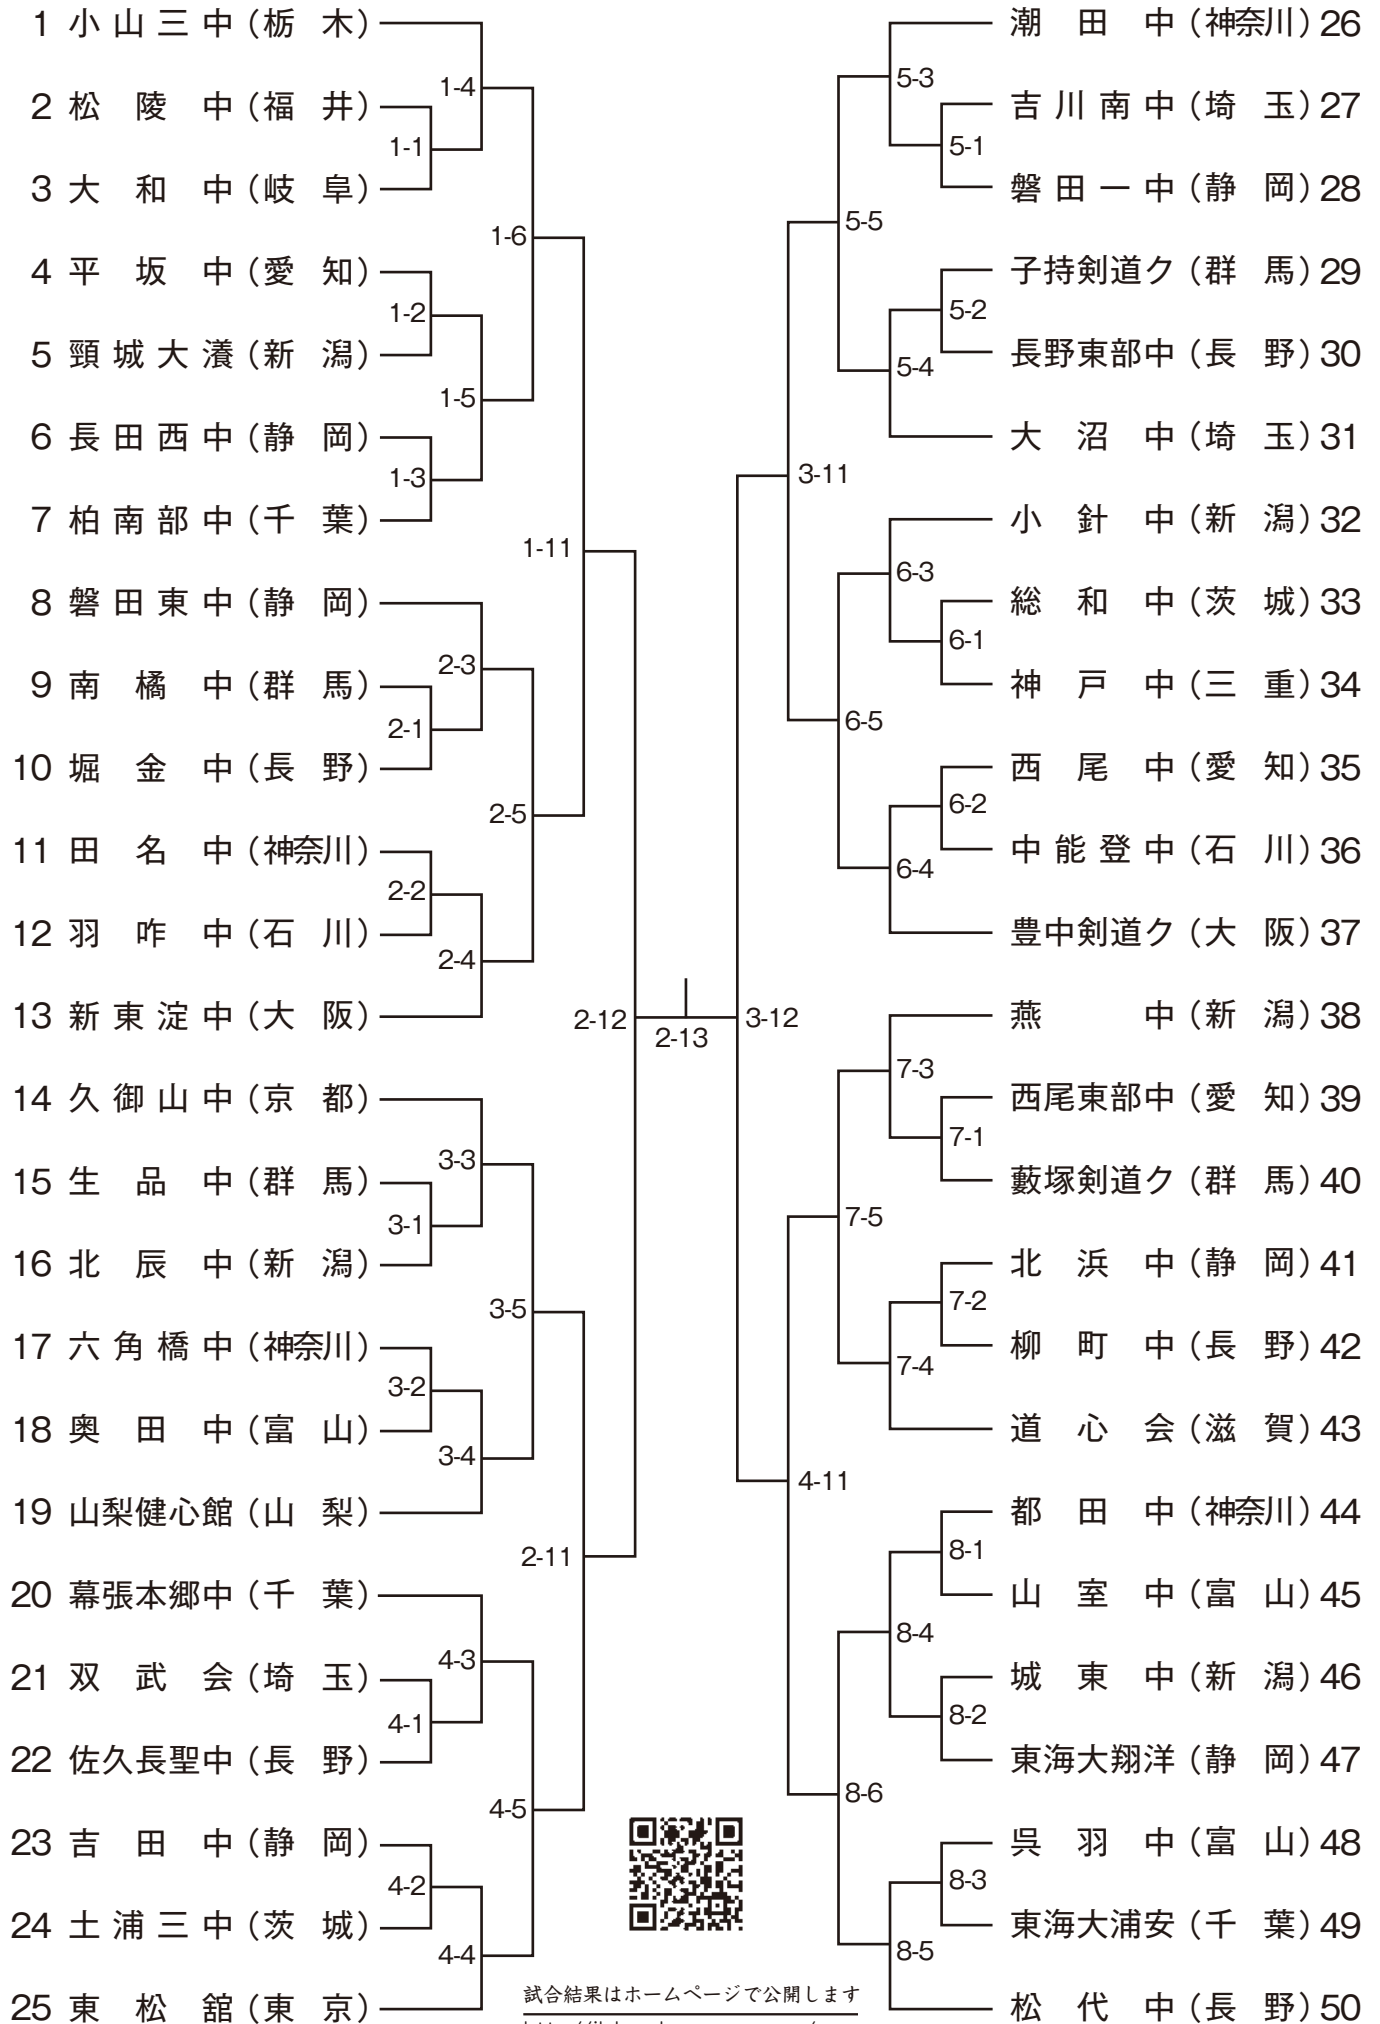 1 小山三中(栃木)
2 松陵中(福井)
3 大和中(岐阜)
4 平坂中(愛知)
5 頸城大瀁(新潟)
6 長田西中(静岡)
7 柏南部中(千葉)
8 磐田東中(静岡)
9 南橘中(群馬)
10 堀金中(長野)
11 田名中(神奈川)
12 羽咋中(石川)
13 新東淀中(大阪)
14 久御山中(京都)
15 生品中(群馬)
16 北辰中(新潟)
17 六角橋中(神奈川)
18 奥田中(富山)
19 山梨健心館(山梨)
20 幕張本郷中(千葉)
21 双武会(埼玉)
22 佐久長聖中(長野)
23 吉田中(静岡)
24 土浦三中(茨城)
25 東松舘(東京)
1-4
1-1
1-6
1-2
1-5
1-3
1-11
2-3
2-1
2-5
2-2
2-4
2-12
3-3
3-1
3-5
3-2
3-4
2-11
4-3
4-1
4-5
4-2
4-4
2-13
潮田中(神奈川)26
吉川南中(埼玉)27
磐田一中(静岡)28
子持剣道ク(群馬)29
長野東部中(長野)30
大沼中(埼玉)31
小針中(新潟)32
総和中(茨城)33
神戸中(三重)34
西尾中(愛知)35
中能登中(石川)36
豊中剣道ク(大阪)37
燕中(新潟)38
西尾東部中(愛知)39
藪塚剣道ク(群馬)40
北浜中(静岡)41
柳町中(長野)42
道心会(滋賀)43
都田中(神奈川)44
山室中(富山)45
城東中(新潟)46
東海大翔洋(静岡)47
呉羽中(富山)48
東海大浦安(千葉)49
松代中(長野)50
5-3
5-1
5-5
5-2
5-4
3-11
6-3
6-1
6-5
6-2
6-4
3-12
7-3
7-1
7-5
7-2
7-4
4-11
8-1
8-4
8-2
8-6
8-3
8-5
試合結果はホームページで公開します